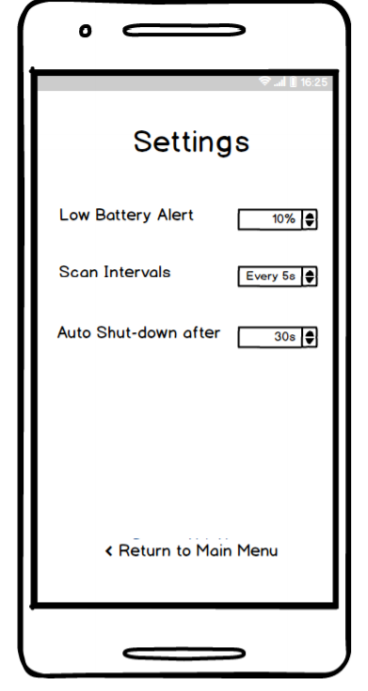 16:25
Settings
Low Battery Alert 10%
Scan Intervals Every 5s
Auto Shut-down after 30s
< Return to Main Menu